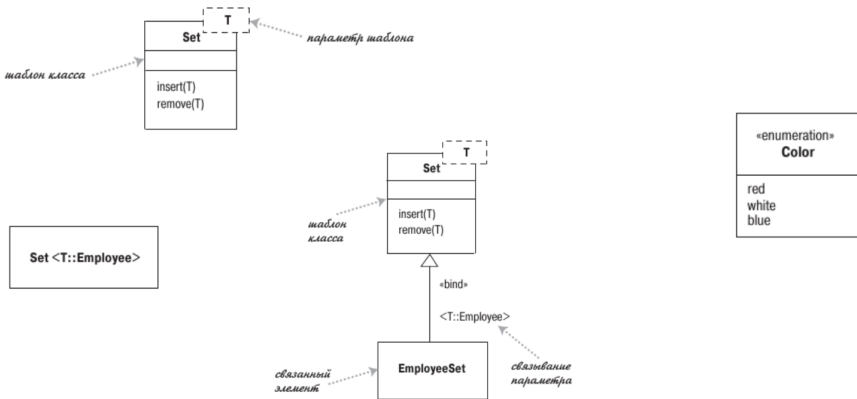 T
Set
параметр шаблона
шаблон класса
insert(T)
remove(T)
T
Set
шаблон
класса
insert(T)
remove(T)
«bind»
<T::Employee>
EmployeeSet
связанный
элемент
связывание
параметра
Set <T::Employee>
«enumeration»
Color
red
white
blue